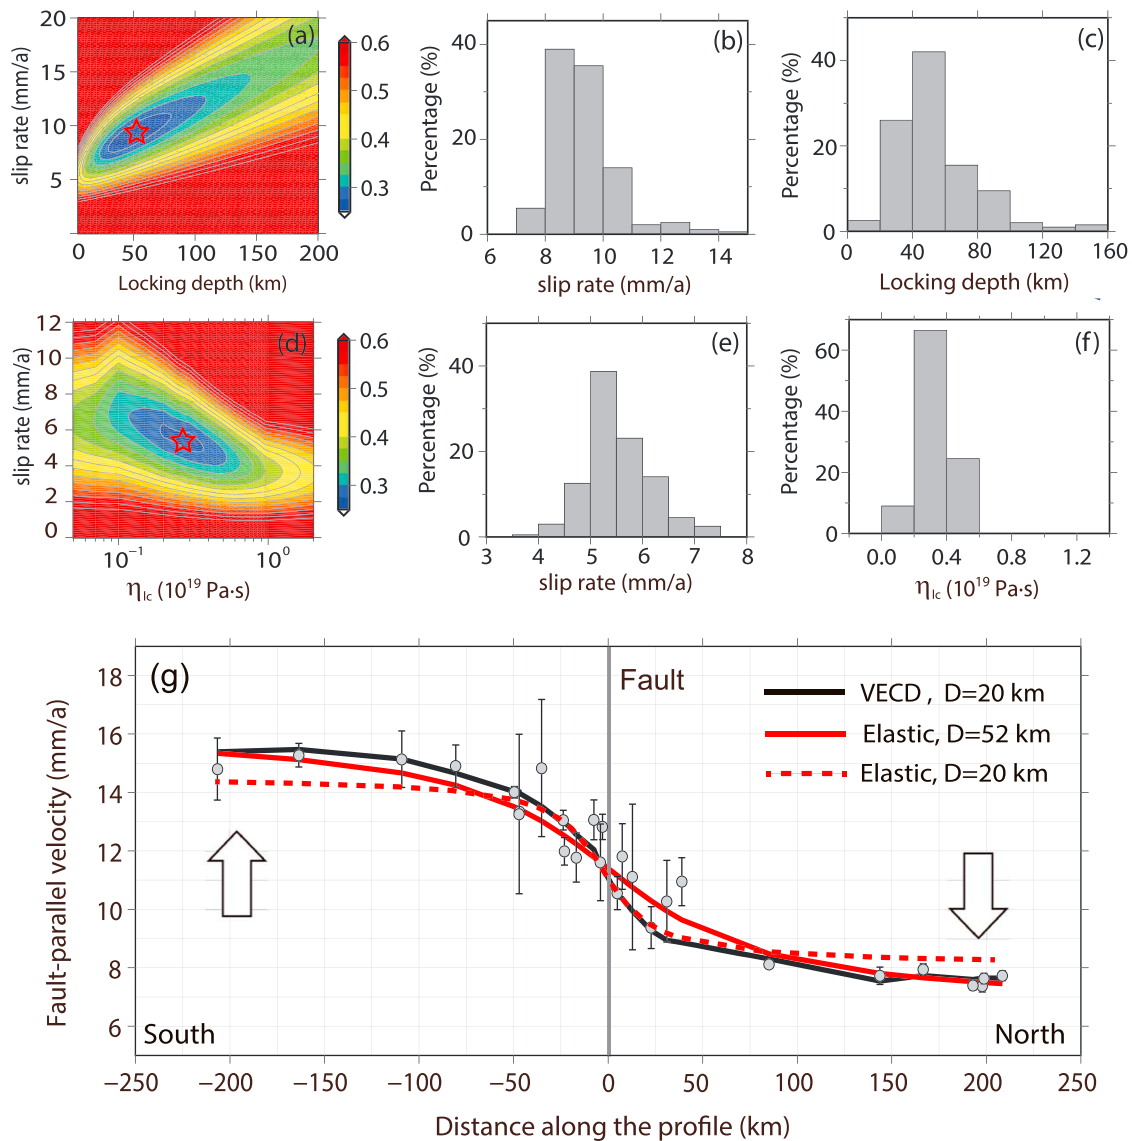 (a)
slip rate (mm/a)
20
15
10
5
0 50 100 150 200
Locking depth (km)
0.6
0.5
0.4
0.3
(b)
Percentage (%)
40
20
0
6 8 10 12 14
slip rate (mm/a)
(c)
Percentage (%)
40
20
0
0 40 80 120 160
Locking depth (km)
(d)
slip rate (mm/a)
12
10
8
6
4
2
0
10⁻¹ 10⁰
ηlc (10¹⁹ Pa·s)
0.6
0.5
0.4
0.3
(e)
Percentage (%)
40
20
0
3 4 5 6 7 8
slip rate (mm/a)
(f)
Percentage (%)
60
40
20
0
0.0 0.4 0.8 1.2
ηlc (10¹⁹ Pa·s)
(g)
Fault-parallel velocity (mm/a)
18
16
14
12
10
8
6
Fault
VECD , D=20 km
Elastic, D=52 km
Elastic, D=20 km
South
North
−250 −200 −150 −100 −50 0 50 100 150 200 250
Distance along the profile (km)